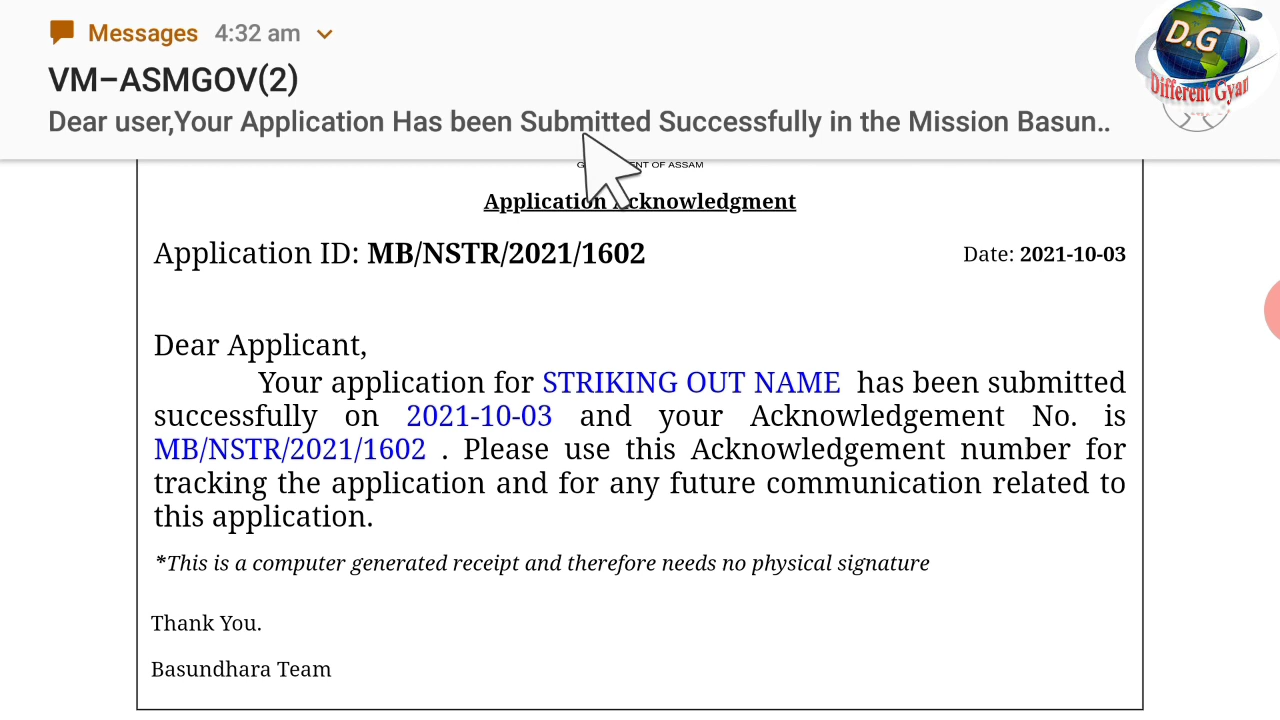 Messages 4:32 am
VM–ASMGOV(2)
Dear user,Your Application Has been Submitted Successfully in the Mission Basun..
D.G
Different Gyan
OF ASSAM
Application Acknowledgment
Application ID: MB/NSTR/2021/1602 Date: 2021-10-03
Dear Applicant,
Your application for STRIKING OUT NAME has been submitted
successfully on 2021-10-03 and your Acknowledgement No. is
MB/NSTR/2021/1602 . Please use this Acknowledgement number for
tracking the application and for any future communication related to
this application.
*This is a computer generated receipt and therefore needs no physical signature
Thank You.
Basundhara Team